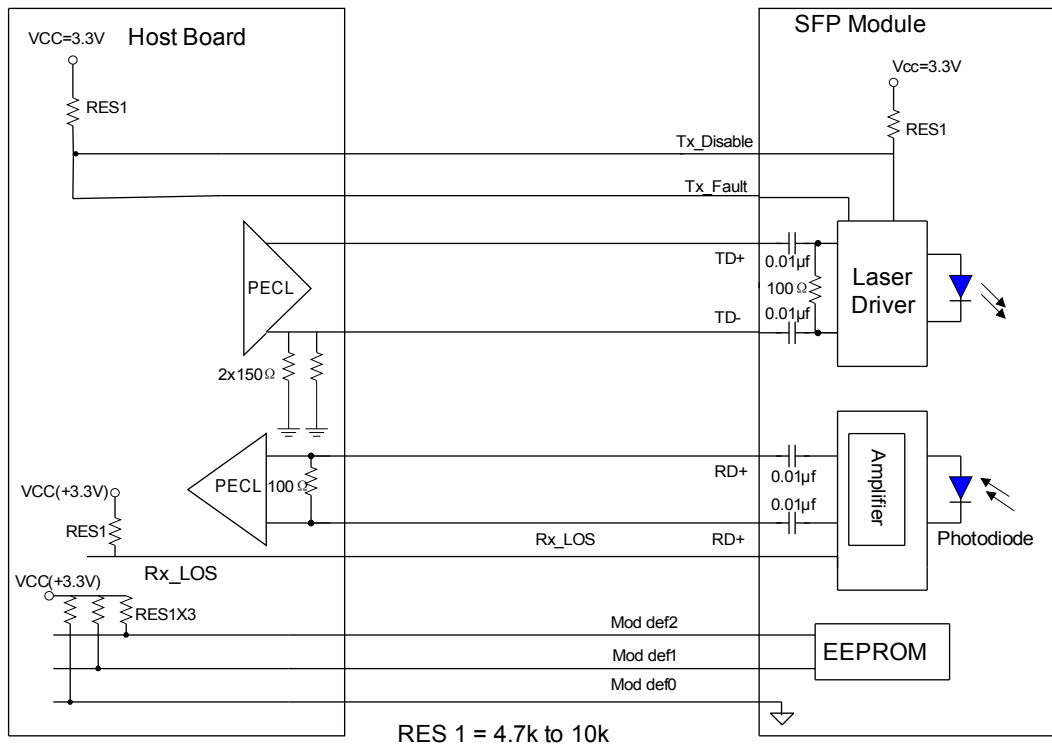 Host Board
VCC=3.3V
RES1
SFP Module
Vcc=3.3V
RES1
Tx_Disable
Tx_Fault
PECL
TD+
0.01µf
100Ω
TD-
0.01µf
Laser
Driver
2x150Ω
PECL
100Ω
RD+
0.01µf
0.01µf
RD+
Amplifier
Photodiode
VCC(+3.3V)
RES1
Rx_LOS
Rx_LOS
VCC(+3.3V)
RES1X3
Mod def2
Mod def1
Mod def0
EEPROM
RES 1 = 4.7k to 10k